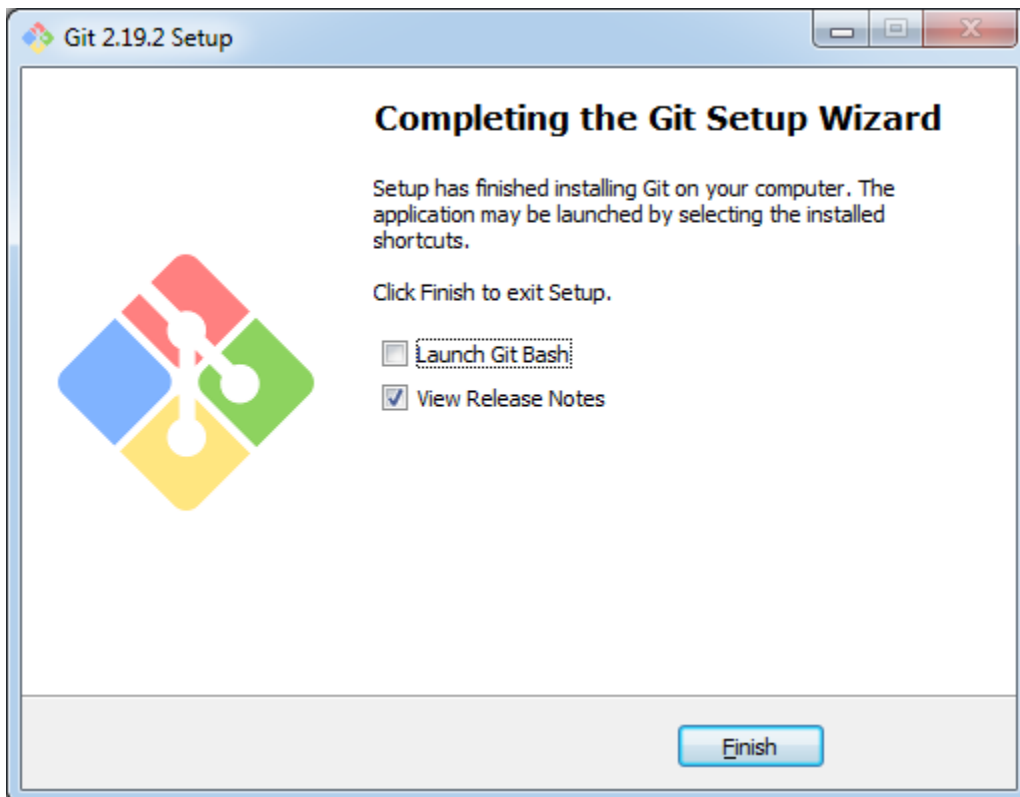 Git 2.19.2 Setup
Completing the Git Setup Wizard
Setup has finished installing Git on your computer. The
application may be launched by selecting the installed
shortcuts.
Click Finish to exit Setup.
Launch Git Bash
View Release Notes
Finish